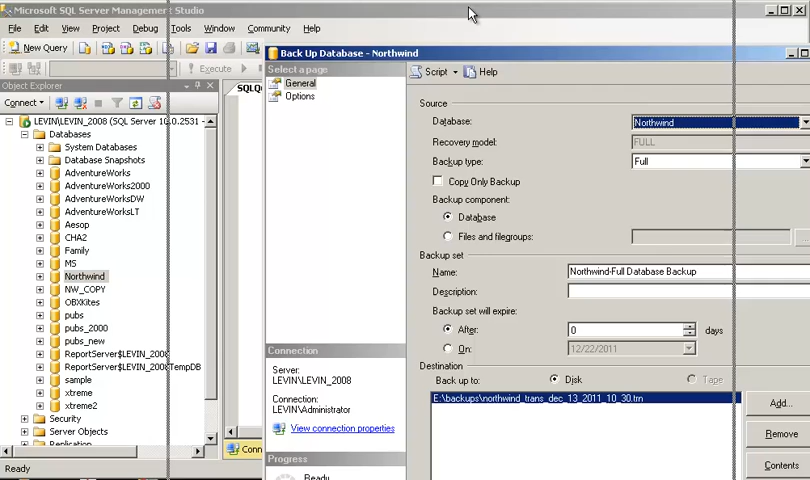 Microsoft SQL Server Management Studio
File Edit View Project Debug Tools Window Community Help
New Query
Execute
Object Explorer
Connect
LEVIN\LEVIN_2008 (SQL Server 10.0.2531 -
Databases
System Databases
Database Snapshots
AdventureWorks
AdventureWorks2000
AdventureWorksDW
AdventureWorksLT
Aesop
CHA2
Family
MS
Northwind
NW_COPY
OBXKites
pubs
pubs_2000
pubs_new
ReportServer$LEVIN_2008
ReportServer$LEVIN_2008TempDB
sample
xtreme
xtreme2
Security
Server Objects
Replication
Ready
SQLQ
Conn
Back Up Database - Northwind
Select a page
General
Options
Connection
Server:
LEVIN\LEVIN_2008
Connection:
LEVIN\Administrator
View connection properties
Progress
Ready
Script Help
Source
Database: Northwind
Recovery model: FULL
Backup type: Full
Copy Only Backup
Backup component:
Database
Files and filegroups:
Backup set
Name: Northwind-Full Database Backup
Description:
Backup set will expire:
After: 0 days
On: 12/22/2011
Destination
Back up to: Disk Tape
E:\backups\northwind_trans_dec_13_2011_10_30.trn
Add...
Remove
Contents